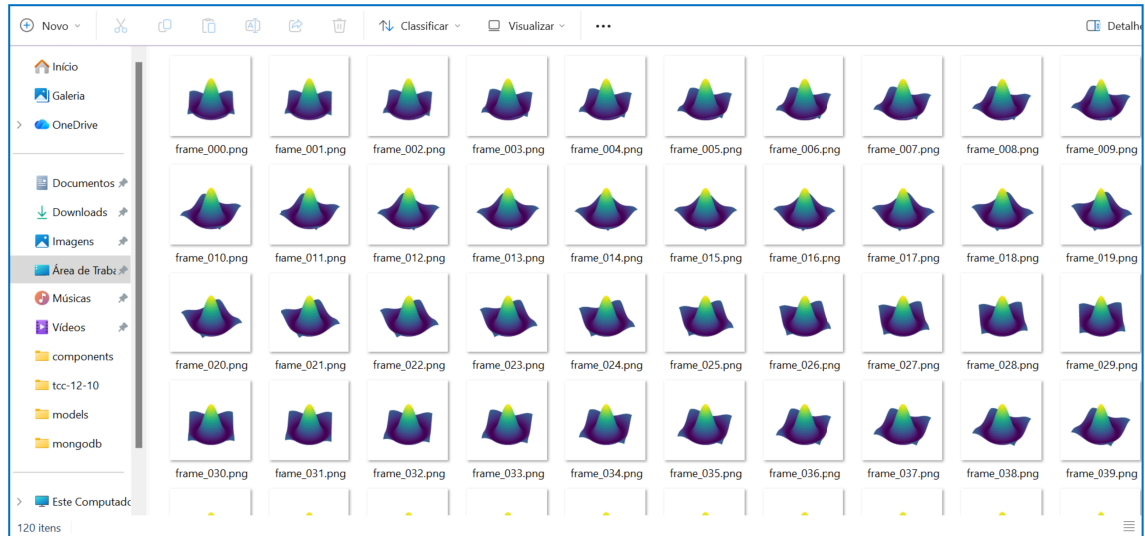 Novo Classificar Visualizar ••• Detalhe
Início
Galeria
OneDrive
Documentos
Downloads
Imagens
Área de Traba
Músicas
Vídeos
components
tcc-12-10
models
mongodb
Este Computado
frame_000.png frame_001.png frame_002.png frame_003.png frame_004.png frame_005.png frame_006.png frame_007.png frame_008.png frame_009.png
frame_010.png frame_011.png frame_012.png frame_013.png frame_014.png frame_015.png frame_016.png frame_017.png frame_018.png frame_019.png
frame_020.png frame_021.png frame_022.png frame_023.png frame_024.png frame_025.png frame_026.png frame_027.png frame_028.png frame_029.png
frame_030.png frame_031.png frame_032.png frame_033.png frame_034.png frame_035.png frame_036.png frame_037.png frame_038.png frame_039.png
120 itens